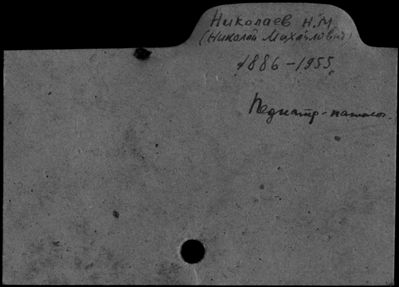 Николаев Н.М.
(Николай Михайлович)
1886-1955
Педиатр-патолог.